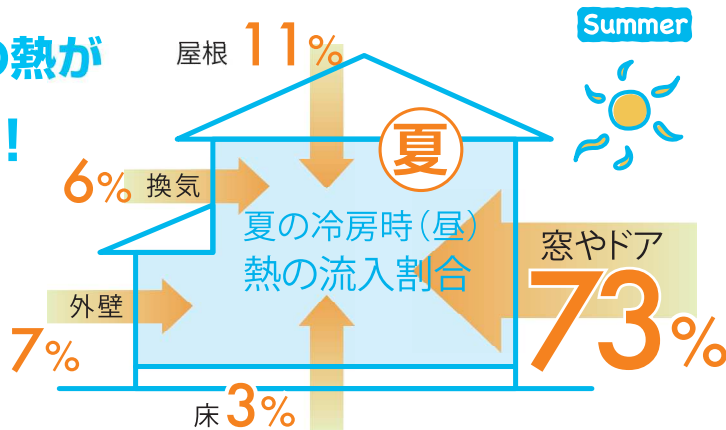 Summer
の熱が
！
屋根 11%
夏
6% 換気
夏の冷房時（昼）
熱の流入割合
窓やドア
73%
外壁
7%
床 3%